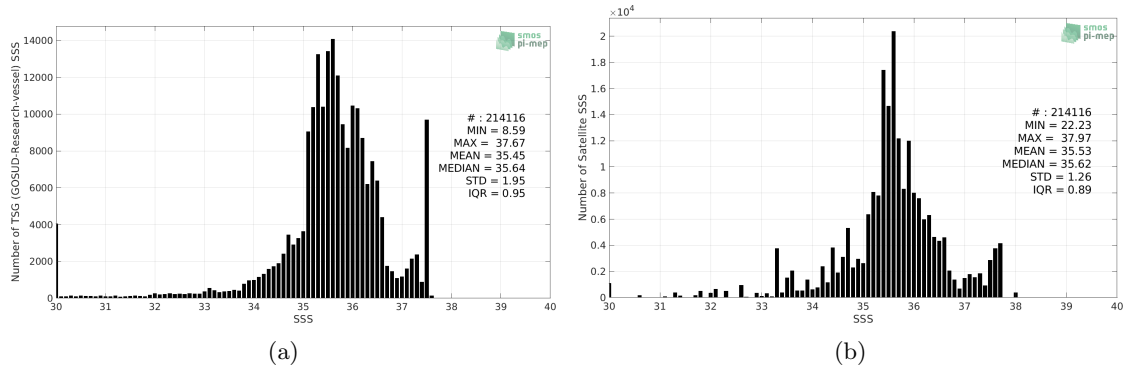 14000
12000
10000
8000
6000
4000
2000
0
30 31 32 33 34 35 36 37 38 39 40
SSS
Number of TSG (GOSUD-Research-vessel) SSS
smos
pi-mep
# : 214116
MIN = 8.59
MAX = 37.67
MEAN = 35.45
MEDIAN = 35.64
STD = 1.95
IQR = 0.95
(a)
×10⁴
2
1.8
1.6
1.4
1.2
1
0.8
0.6
0.4
0.2
0
30 31 32 33 34 35 36 37 38 39 40
SSS
Number of Satellite SSS
smos
pi-mep
# : 214116
MIN = 22.23
MAX = 37.97
MEAN = 35.53
MEDIAN = 35.62
STD = 1.26
IQR = 0.89
(b)